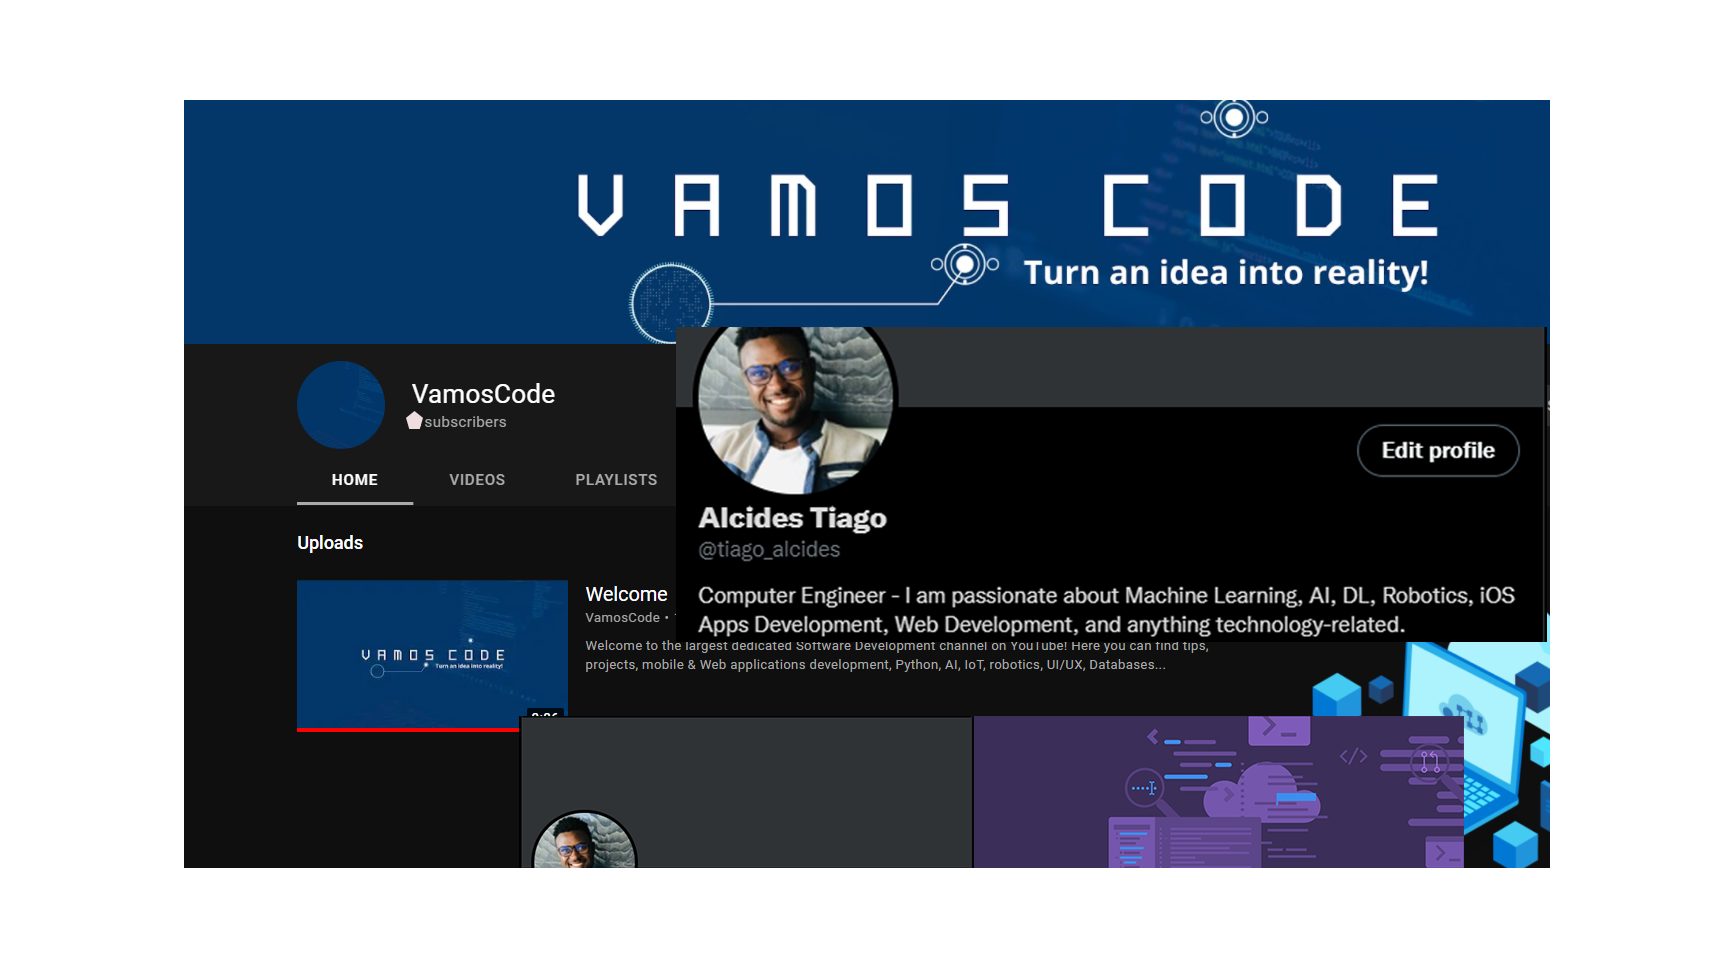 VAMOS CODE
Turn an idea into reality!
VamosCode
subscribers
HOME VIDEOS PLAYLISTS
Uploads
VAMOS CODE
Turn an idea into reality!
Welcome
VamosCode •
Welcome to the largest dedicated Software Development channel on YouTube! Here you can find tips,
projects, mobile & Web applications development, Python, AI, IoT, robotics, UI/UX, Databases...
Edit profile
Alcides Tiago
@tiago_alcides
Computer Engineer - I am passionate about Machine Learning, AI, DL, Robotics, iOS
Apps Development, Web Development, and anything technology-related.